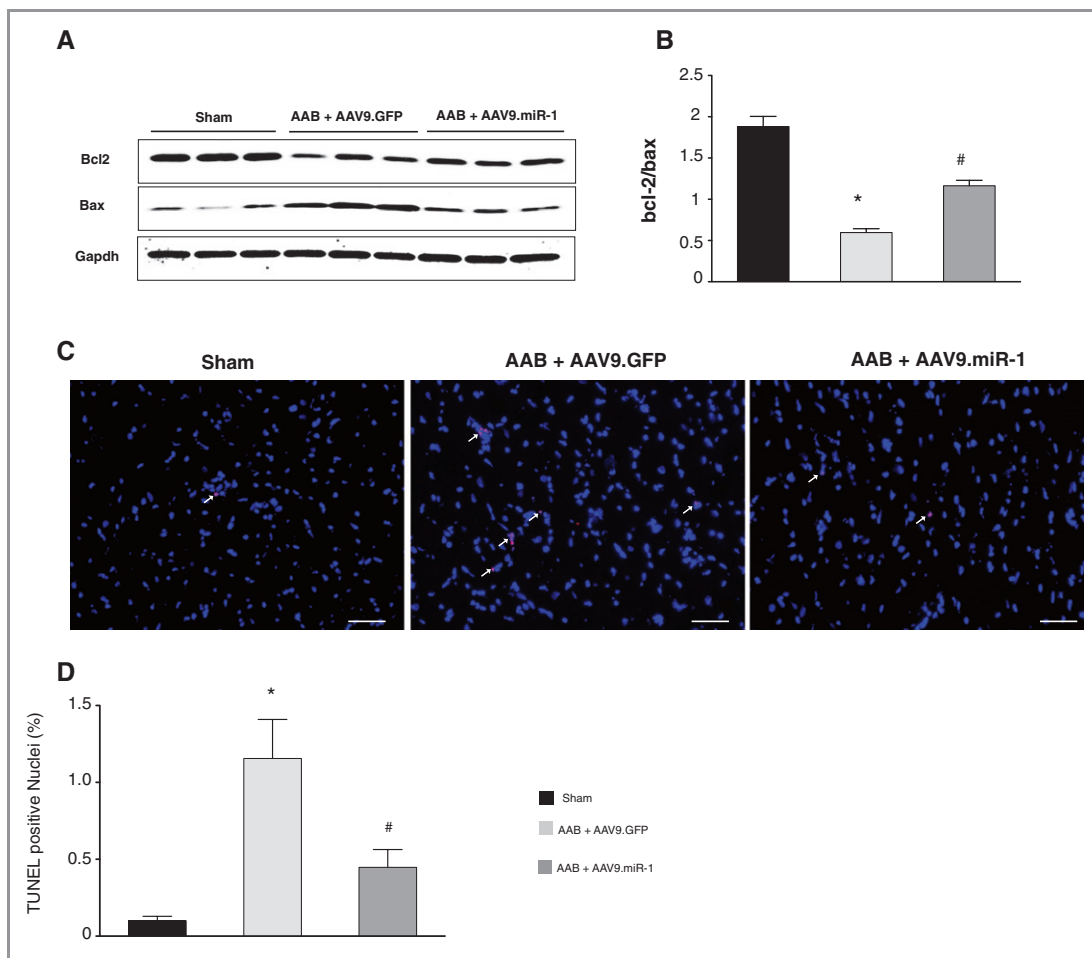 A
Sham AAB + AAV9.GFP AAB + AAV9.miR-1
Bcl2
Bax
Gapdh
B
2.5
2
1.5
1
0.5
0
bcl-2/bax
*
#
C
Sham AAB + AAV9.GFP AAB + AAV9.miR-1
D
1.5
1.0
0.5
0
TUNEL positive Nuclei (%)
*
#
Sham
AAB + AAV9.GFP
AAB + AAV9.miR-1